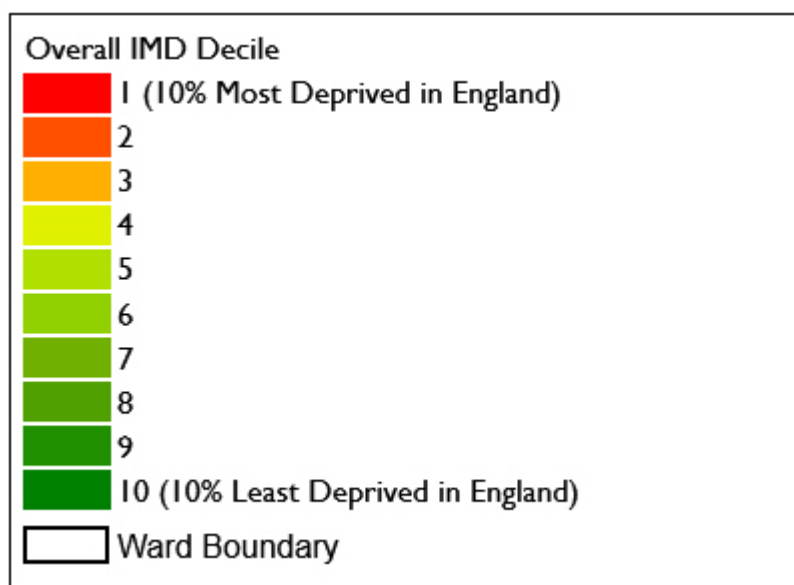 Overall IMD Decile
1 (10% Most Deprived in England)
2
3
4
5
6
7
8
9
10 (10% Least Deprived in England)
Ward Boundary